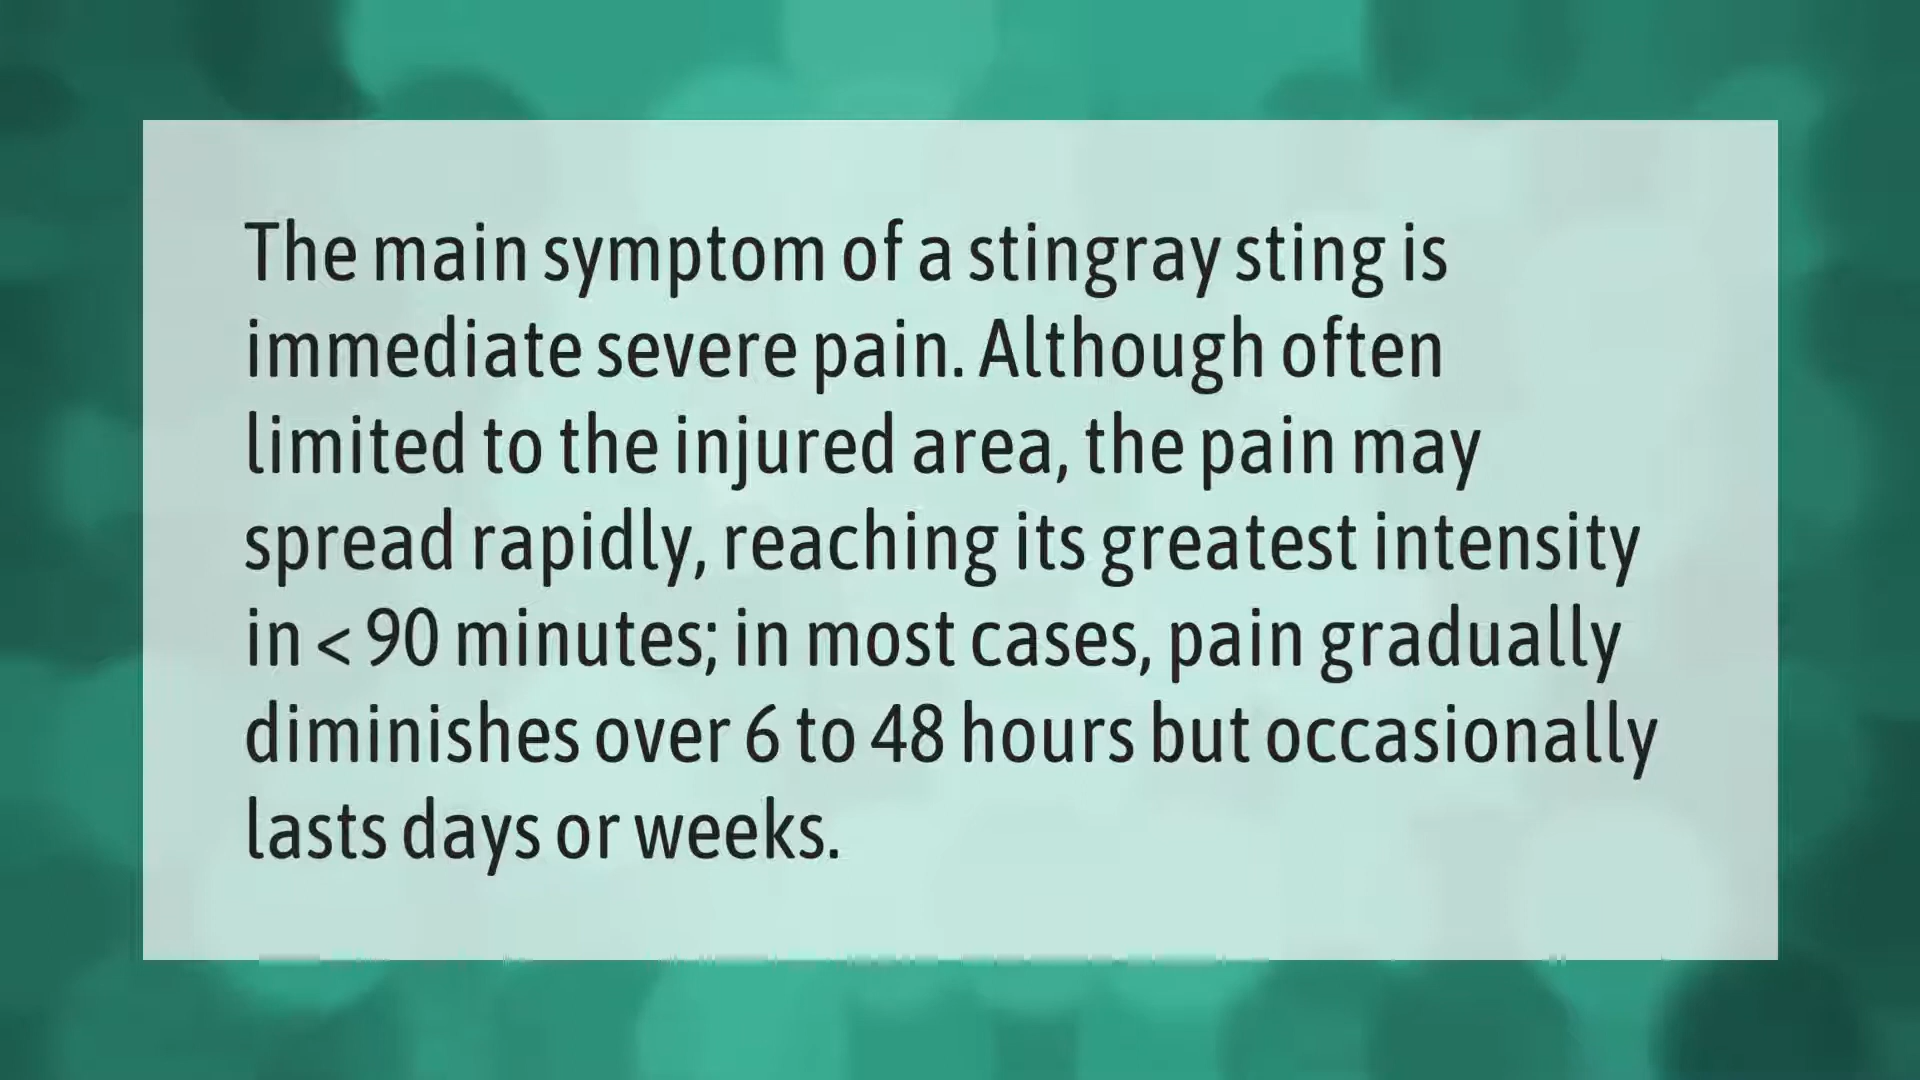 The main symptom of a stingray sting is
immediate severe pain. Although often
limited to the injured area, the pain may
spread rapidly, reaching its greatest intensity
in < 90 minutes; in most cases, pain gradually
diminishes over 6 to 48 hours but occasionally
lasts days or weeks.